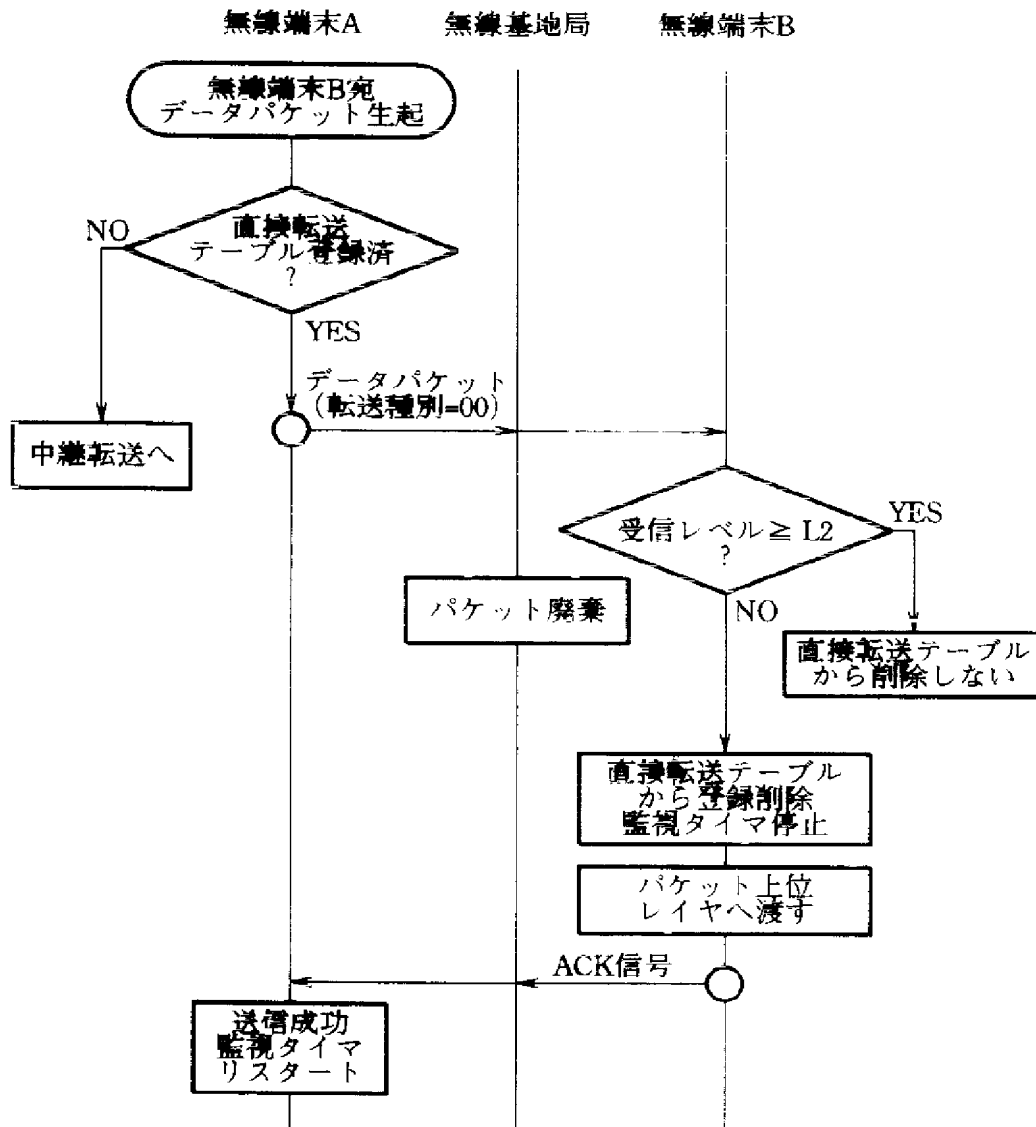 無線端末A
無線基地局
無線端末B
無線端末B宛
データパケット生起
直接転送
テーブル登録済
?
NO
YES
データパケット
(転送種別=00)
中継転送へ
受信レベル≧L2
?
YES
NO
パケット廃棄
直接転送テーブル
から削除しない
直接転送テーブル
から登録削除
監視タイマ停止
パケット上位
レイヤへ渡す
ACK信号
送信成功
監視タイマ
リスタート